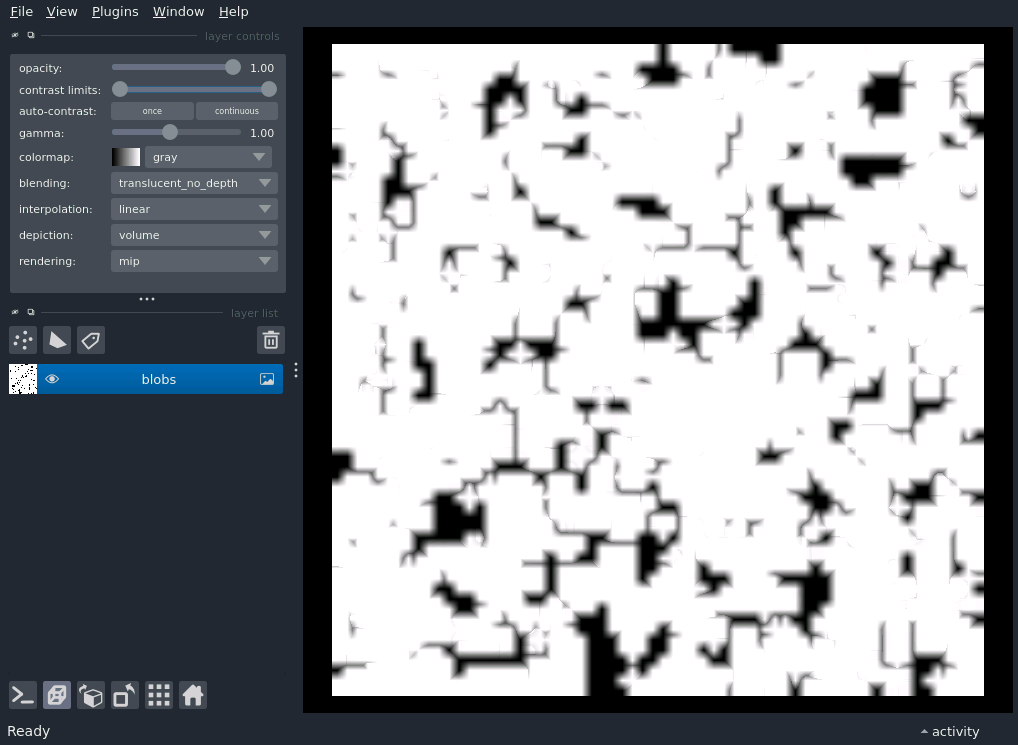 File View Plugins Window Help
layer controls
opacity: 1.00
contrast limits:
auto-contrast: once continuous
gamma: 1.00
colormap: gray
blending: translucent_no_depth
interpolation: linear
depiction: volume
rendering: mip
layer list
blobs
Ready activity